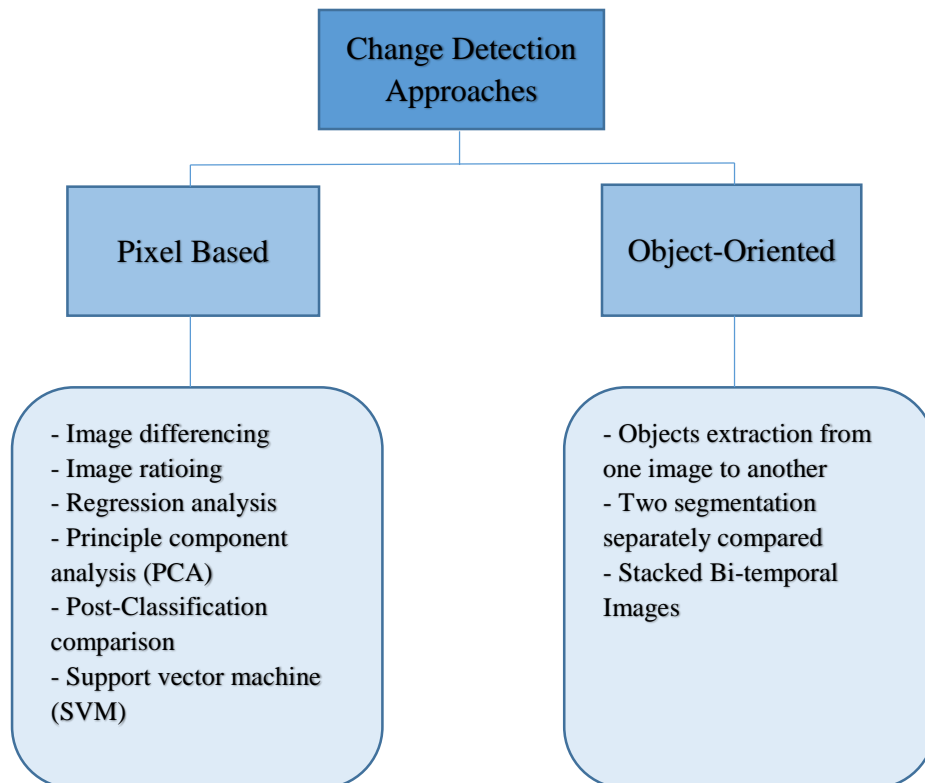 Change Detection
Approaches
Pixel Based
Object-Oriented
- Image differencing
- Image ratioing
- Regression analysis
- Principle component
analysis (PCA)
- Post-Classification
comparison
- Support vector machine
(SVM)
- Objects extraction from
one image to another
- Two segmentation
separately compared
- Stacked Bi-temporal
Images